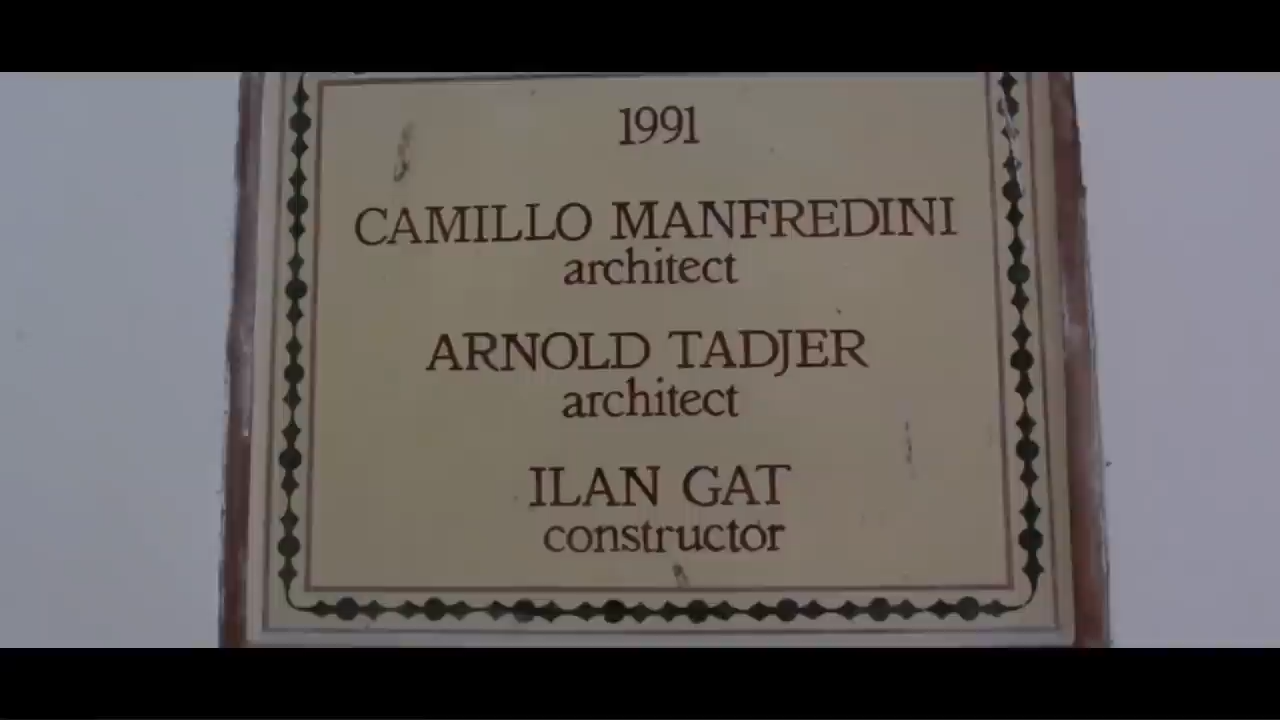 1991
CAMILLO MANFREDINI
architect
ARNOLD TADJER
architect
ILAN GAT
constructor